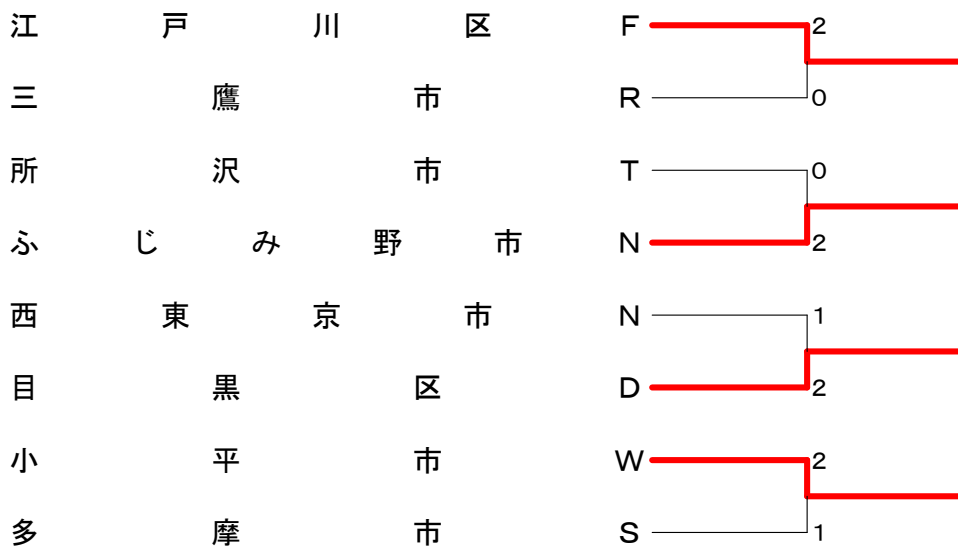 江戸川区 F 2
三鷹市 R 0
所沢市 T 0
ふじみ野市 N 2
西東京市 N 1
目黒区 D 2
小平市 W 2
多摩市 S 1